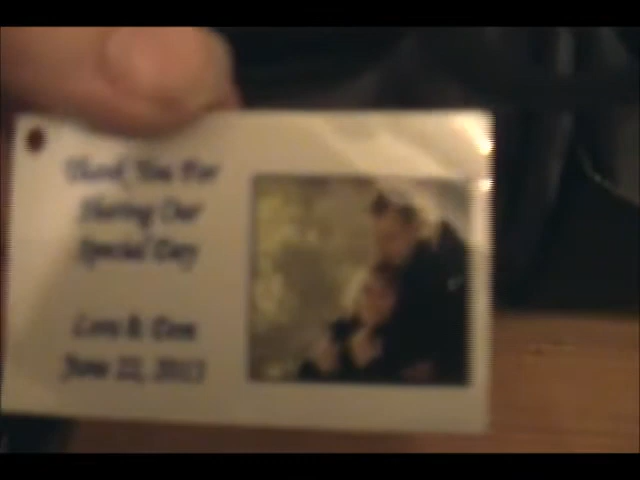 Thank You For
Sharing Our
Special Day
&
June 22, 2013